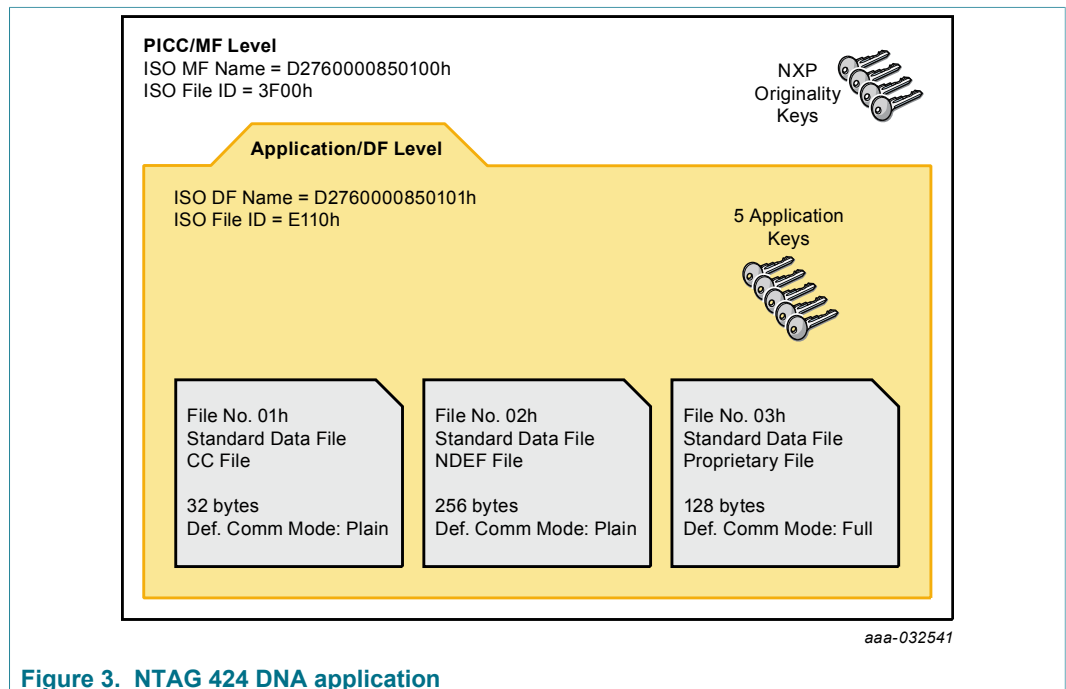 PICC/MF Level
ISO MF Name = D2760000850100h
ISO File ID = 3F00h
NXP
Originality
Keys
Application/DF Level
ISO DF Name = D2760000850101h
ISO File ID = E110h
5 Application
Keys
File No. 01h
Standard Data File
CC File
32 bytes
Def. Comm Mode: Plain
File No. 02h
Standard Data File
NDEF File
256 bytes
Def. Comm Mode: Plain
File No. 03h
Standard Data File
Proprietary File
128 bytes
Def. Comm Mode: Full
aaa-032541
Figure 3. NTAG 424 DNA application